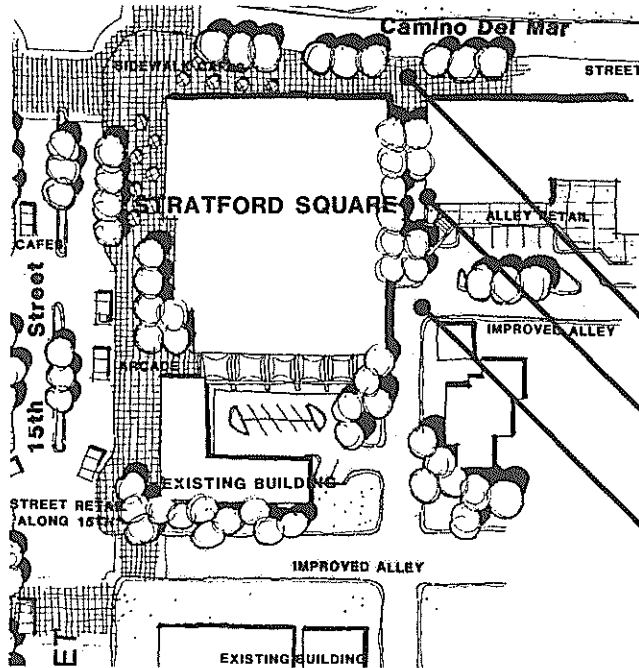 Camino Del Mar
SIDEWALK CAFES
STREET
STRATFORD SQUARE
ALLEY RETAIL
CAFES
15th Street
IMPROVED ALLEY
ARCADE
EXISTING BUILDING
STREET RETAIL
ALONG 15TH
IMPROVED ALLEY
ET
EXISTING BUILDING